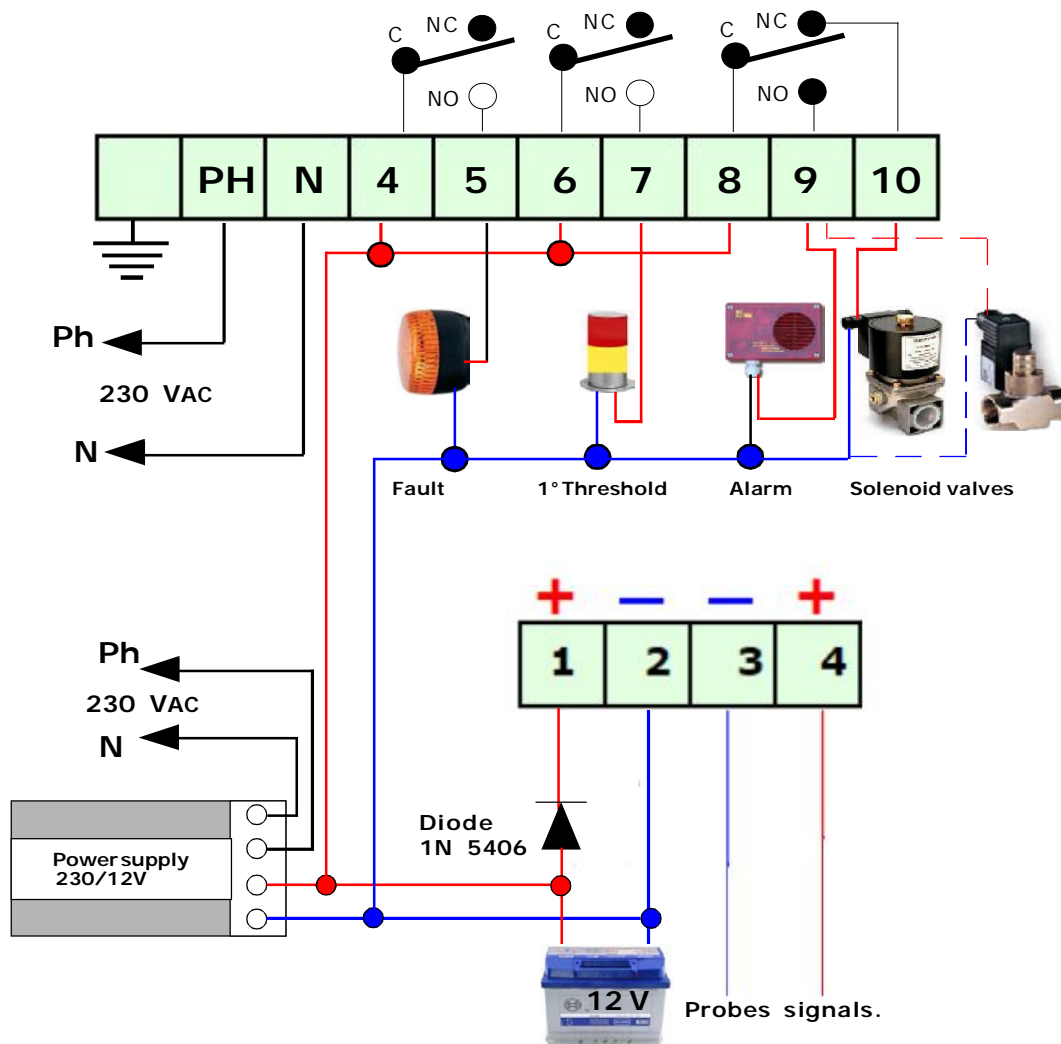 C NC C NC C NC
NO NO NO
PH N 4 5 6 7 8 9 10
Ph
230 VAC
N
Fault 1° Threshold Alarm Solenoid valves
+ — — +
1 2 3 4
Ph
230 VAC
N
Diode
1N 5406
Power supply
230/12V
12 V
Probes signals.